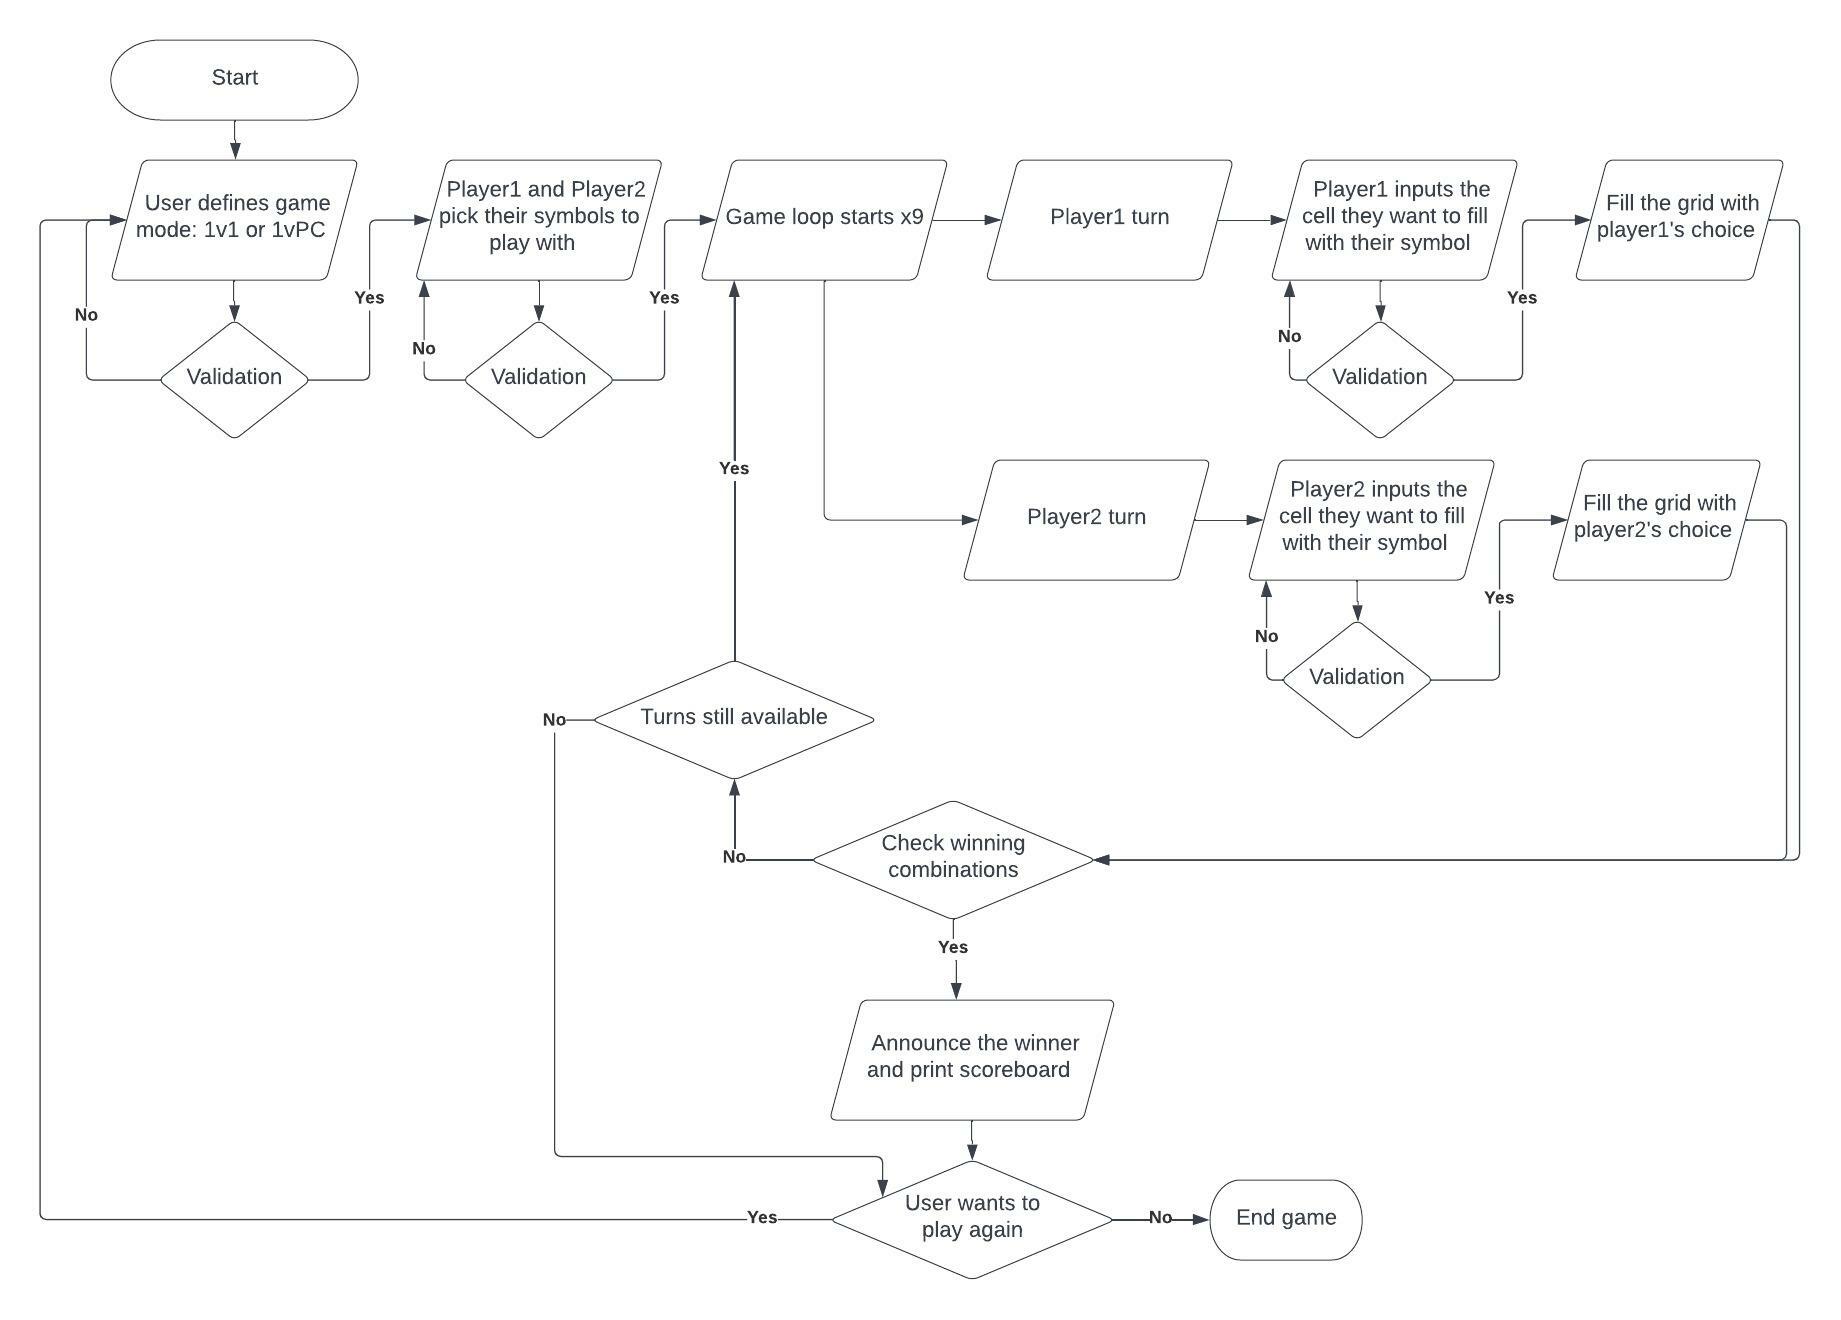 Start
User defines game
mode: 1v1 or 1vPC
No
Validation
Yes
Player1 and Player2
pick their symbols to
play with
No
Validation
Yes
Game loop starts x9
Player1 turn
Player1 inputs the
cell they want to fill
with their symbol
No
Validation
Yes
Fill the grid with
player1's choice
Player2 turn
Player2 inputs the
cell they want to fill
with their symbol
No
Validation
Yes
Fill the grid with
player2's choice
Yes
Turns still available
No
Check winning
combinations
No
Yes
Announce the winner
and print scoreboard
User wants to
play again
Yes
No
End game